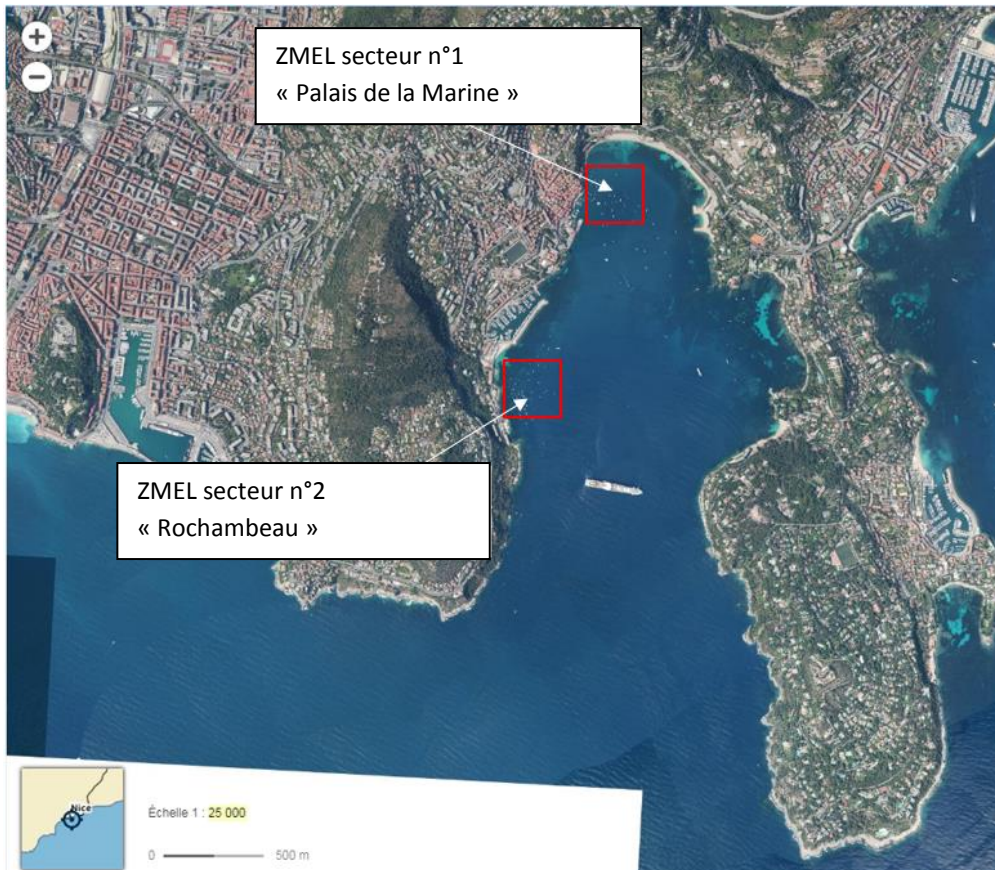 ZMEL secteur n°1
« Palais de la Marine »
ZMEL secteur n°2
« Rochambeau »
Nice
Échelle 1 : 25 000
0 500 m